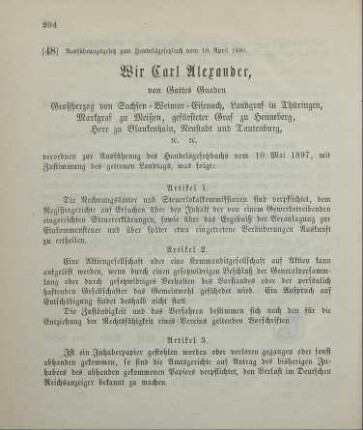 204
[48] Ausführungsgesetz zum Handelsgesetzbuch vom 10. April 1899.
Wir Carl Alexander,
von Gottes Gnaden
Großherzog von Sachsen-Weimar-Eisenach, Landgraf in Thüringen,
Markgraf zu Meißen, gefürsteter Graf zu Henneberg,
Herr zu Blankenhain, Neustadt und Tautenburg,
ꝛc. ꝛc.
verordnen zur Ausführung des Handelsgesetzbuchs vom 10. Mai 1897, mit
Zustimmung des getreuen Landtags, was folgt:
Artikel 1.
Die Rechnungsämter und Steuerlokalkommissionen sind verpflichtet, dem
Registergerichte auf Ersuchen über den Inhalt der von einem Gewerbetreibenden
eingereichten Steuererklärungen, sowie über das Ergebniß der Veranlagung zur
Einkommensteuer und über später etwa eingetretene Veränderungen Auskunft
zu ertheilen.
Artikel 2.
Eine Aktiengesellschaft oder eine Kommanditgesellschaft auf Aktien kann
aufgelöst werden, wenn durch einen gesetzwidrigen Beschluß der Generalversamm-
lung oder durch gesetzwidriges Verhalten des Vorstandes oder der persönlich
haftenden Gesellschafter das Gemeinwohl gefährdet wird. Ein Anspruch auf
Entschädigung findet deshalb nicht statt.
Die Zuständigkeit und das Verfahren bestimmen sich nach den für die
Entziehung der Rechtsfähigkeit eines Vereins geltenden Vorschriften.
Artikel 3.
Ist ein Inhaberpapier gestohlen worden oder verloren gegangen oder sonst
abhanden gekommen, so sind die Amtsgerichte auf Antrag des bisherigen In-
habers des abhanden gekommenen Papiers verpflichtet, den Verlust im Deutschen
Reichsanzeiger bekannt zu machen.